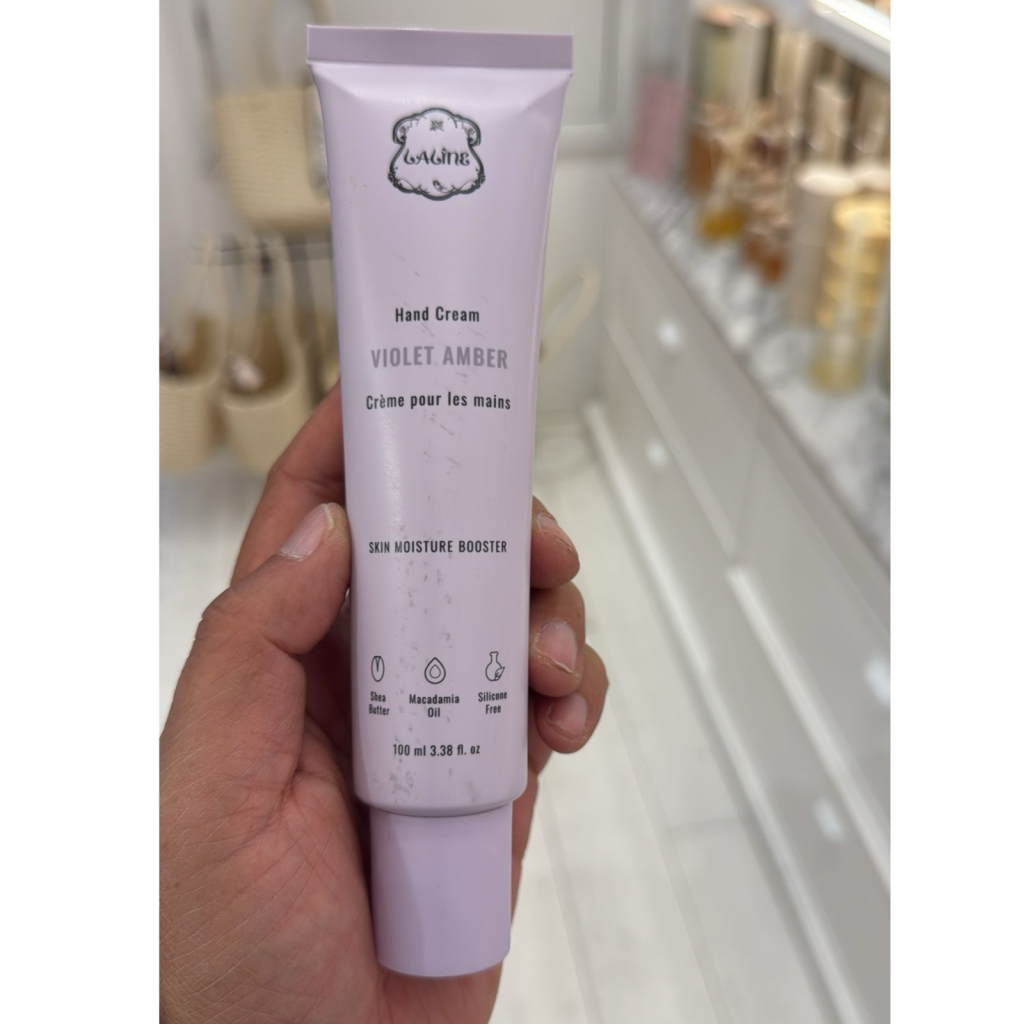 LALINE
Hand Cream
VIOLET AMBER
Crème pour les mains
SKIN MOISTURE BOOSTER
Shea
Butter
Macadamia
Oil
Silicone
Free
100 ml 3.38 fl. oz